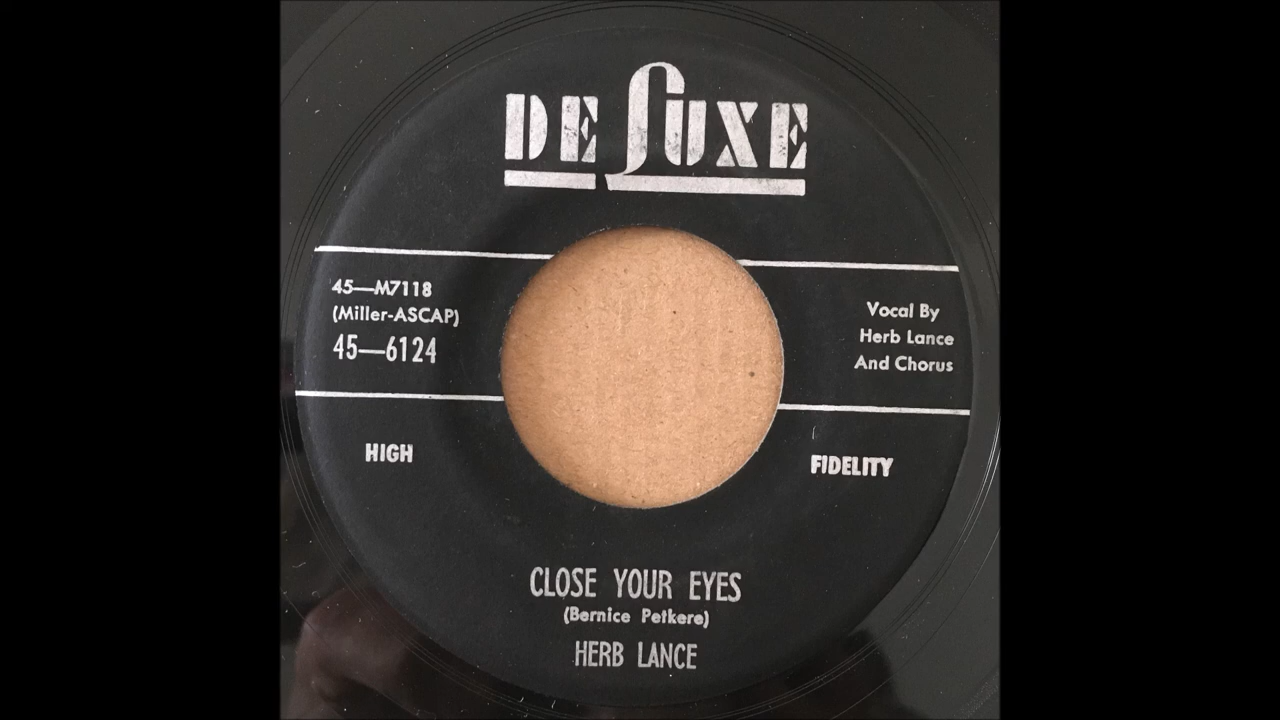 DE LUXE
45—M7118
(Miller-ASCAP)
45—6124
Vocal By
Herb Lance
And Chorus
HIGH
FIDELITY
CLOSE YOUR EYES
(Bernice Petkere)
HERB LANCE